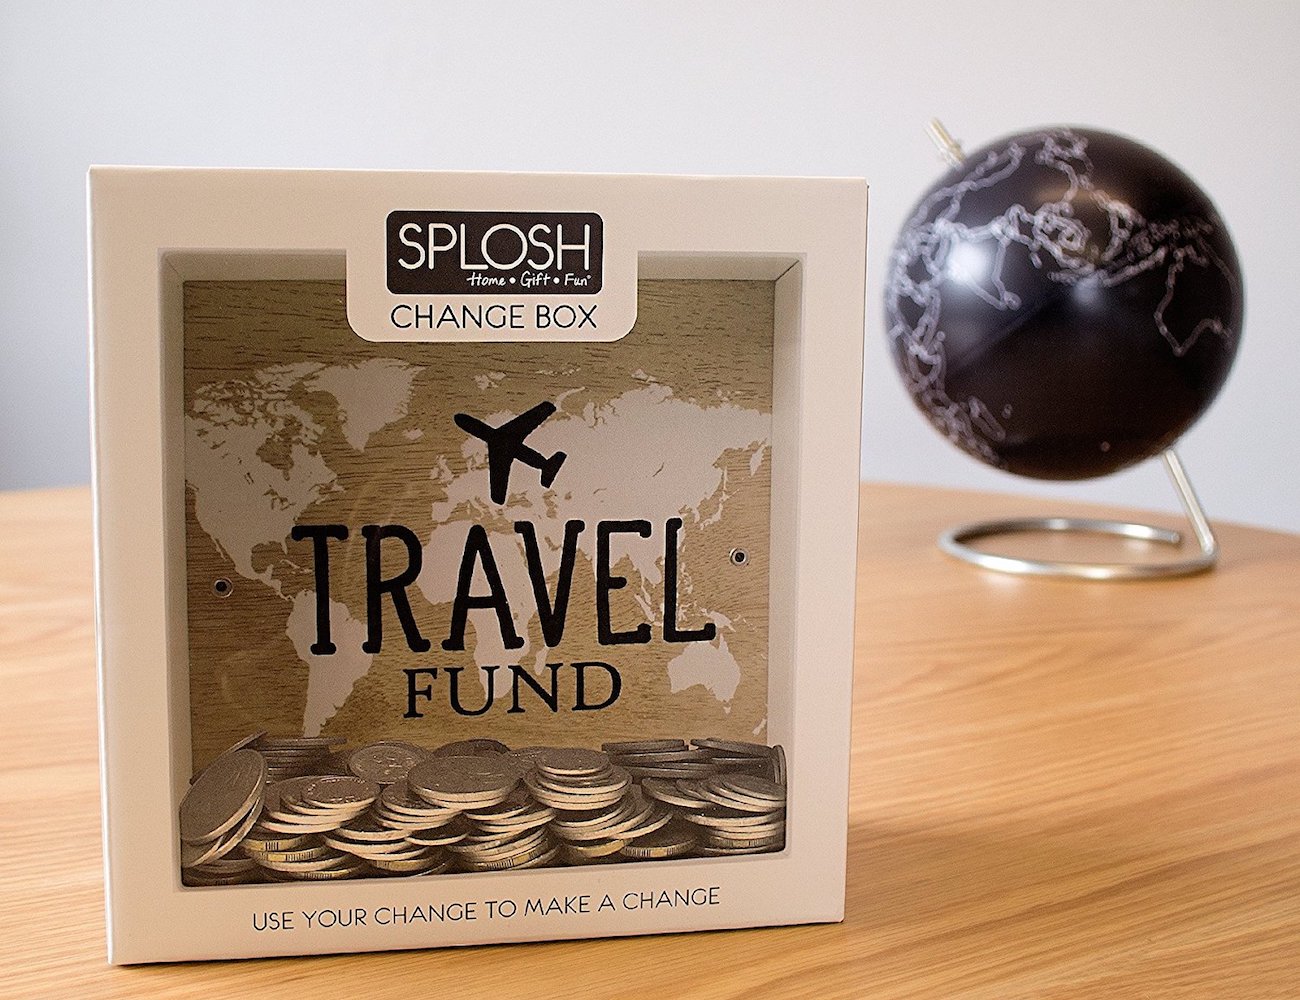 SPLOSH
Home • Gift • Fun
CHANGE BOX
TRAVEL
FUND
USE YOUR CHANGE TO MAKE A CHANGE